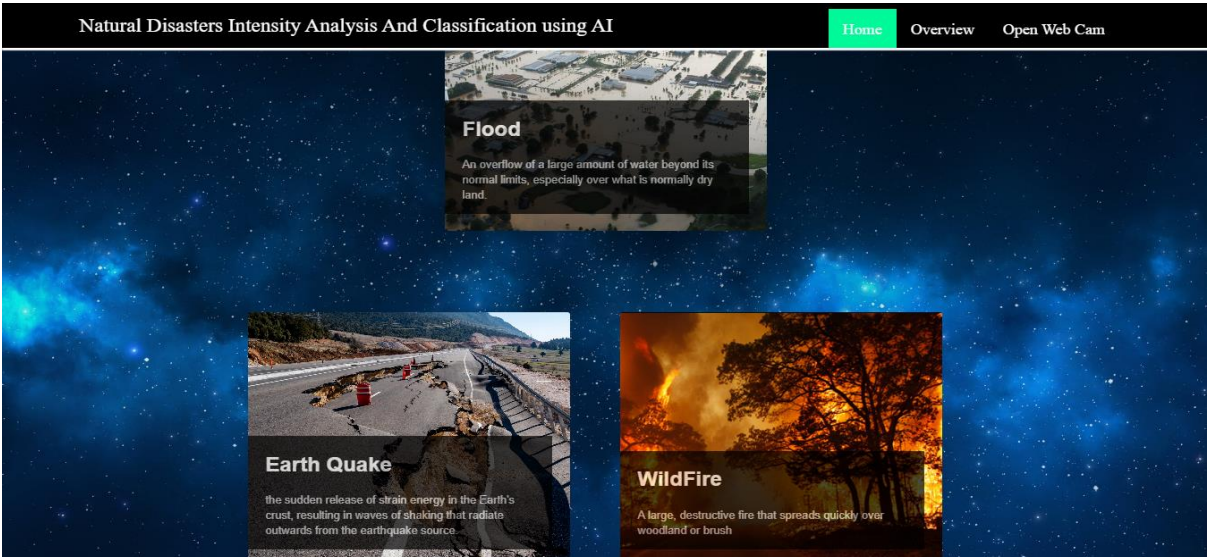 Natural Disasters Intensity Analysis And Classification using AI
Home
Overview
Open Web Cam
Flood
An overflow of a large amount of water beyond its
normal limits, especially over what is normally dry
land.
Earth Quake
the sudden release of strain energy in the Earth's
crust, resulting in waves of shaking that radiate
outwards from the earthquake source.
WildFire
A large, destructive fire that spreads quickly over
woodland or brush